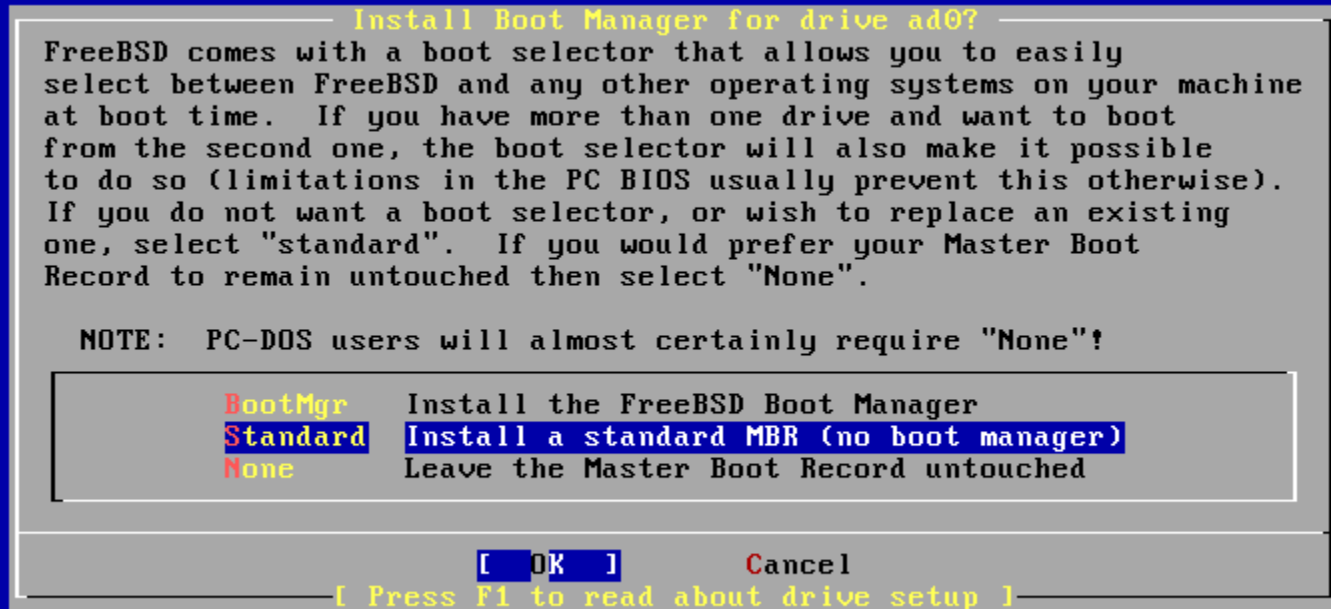 Install Boot Manager for drive ad0?
FreeBSD comes with a boot selector that allows you to easily
select between FreeBSD and any other operating systems on your machine
at boot time.  If you have more than one drive and want to boot
from the second one, the boot selector will also make it possible
to do so (limitations in the PC BIOS usually prevent this otherwise).
If you do not want a boot selector, or wish to replace an existing
one, select "standard".  If you would prefer your Master Boot
Record to remain untouched then select "None".
NOTE:  PC-DOS users will almost certainly require "None"!
BootMgr   Install the FreeBSD Boot Manager
Standard  Install a standard MBR (no boot manager)
None      Leave the Master Boot Record untouched
[  OK  ]       Cancel
[ Press F1 to read about drive setup ]